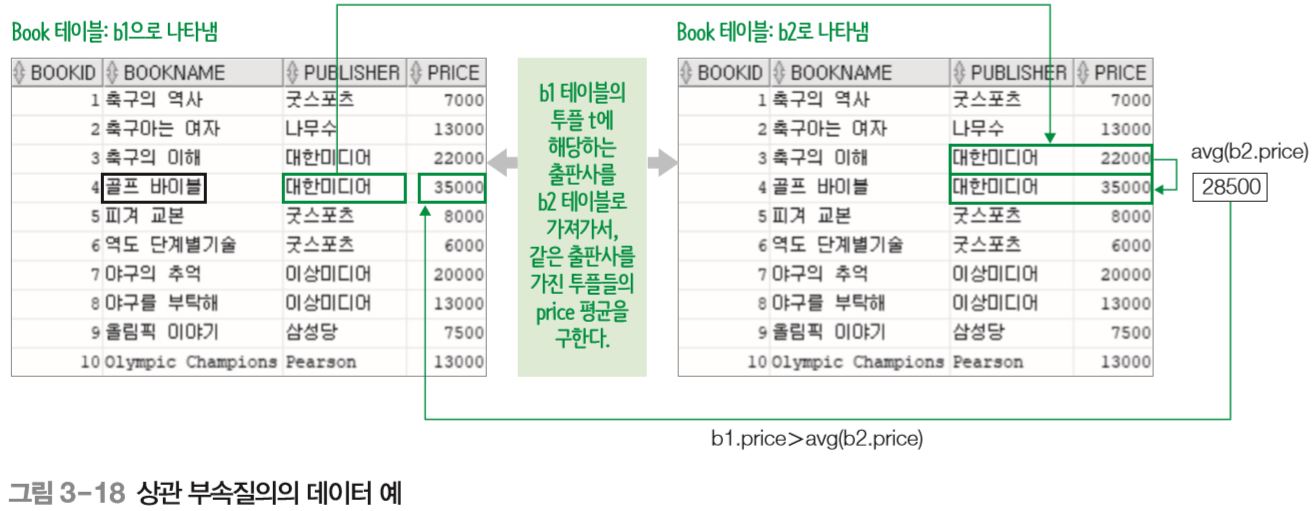 Book 테이블: b1으로 나타냄
BOOKID BOOKNAME PUBLISHER PRICE
1 축구의 역사 굿스포츠 7000
2 축구아는 여자 나무수 13000
3 축구의 이해 대한미디어 22000
4 골프 바이블 대한미디어 35000
5 피겨 교본 굿스포츠 8000
6 역도 단계별기술 굿스포츠 6000
7 야구의 추억 이상미디어 20000
8 야구를 부탁해 이상미디어 13000
9 올림픽 이야기 삼성당 7500
10 Olympic Champions Pearson 13000
b1 테이블의
투플 t에
해당하는
출판사를
b2 테이블로
가져가서,
같은 출판사를
가진 투플들의
price 평균을
구한다.
Book 테이블: b2로 나타냄
BOOKID BOOKNAME PUBLISHER PRICE
1 축구의 역사 굿스포츠 7000
2 축구아는 여자 나무수 13000
3 축구의 이해 대한미디어 22000
4 골프 바이블 대한미디어 35000
5 피겨 교본 굿스포츠 8000
6 역도 단계별기술 굿스포츠 6000
7 야구의 추억 이상미디어 20000
8 야구를 부탁해 이상미디어 13000
9 올림픽 이야기 삼성당 7500
10 Olympic Champions Pearson 13000
avg(b2.price)
28500
b1.price>avg(b2.price)
그림 3-18 상관 부속질의의 데이터 예